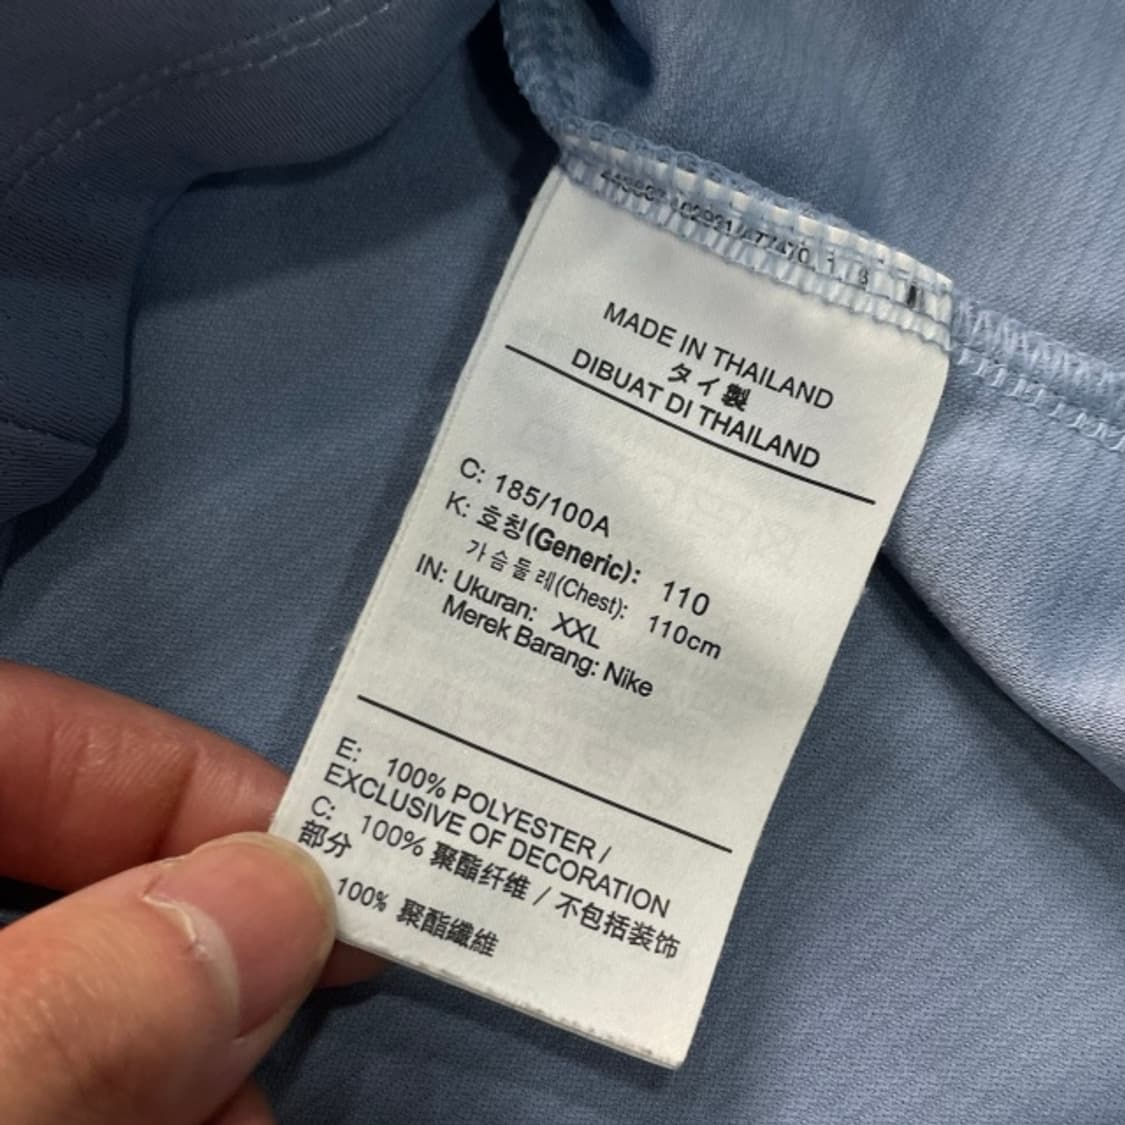 MADE IN THAILAND
タイ製
DIBUAT DI THAILAND
C: 185/100A
K: 호칭(Generic): 110
가슴둘레(Chest): 110cm
IN: Ukuran: XXL
Merek Barang: Nike
E: 100% POLYESTER /
EXCLUSIVE OF DECORATION
C: 100% 聚酯纤维 / 不包括装饰
部分
100% 聚酯纖維